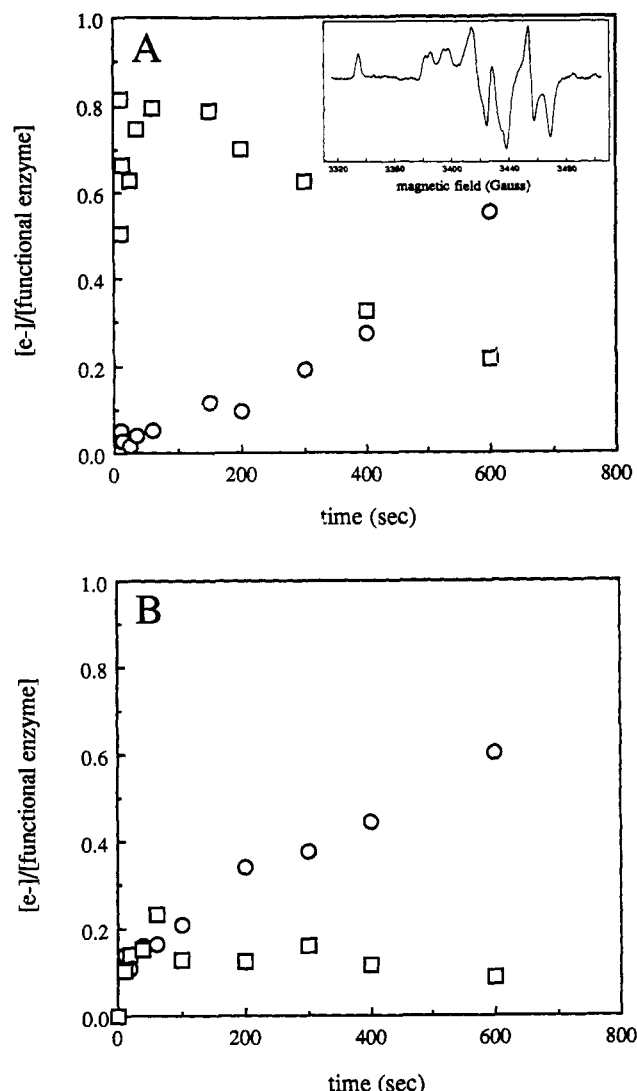 A
1.0
0.8
0.6
0.4
0.2
0.0
[e-]/[functional enzyme]
0 200 400 600 800
time (sec)
3320 3360 3400 3440 3480
magnetic field (Gauss)
B
1.0
0.8
0.6
0.4
0.2
0.0
[e-]/[functional enzyme]
0 200 400 600 800
time (sec)